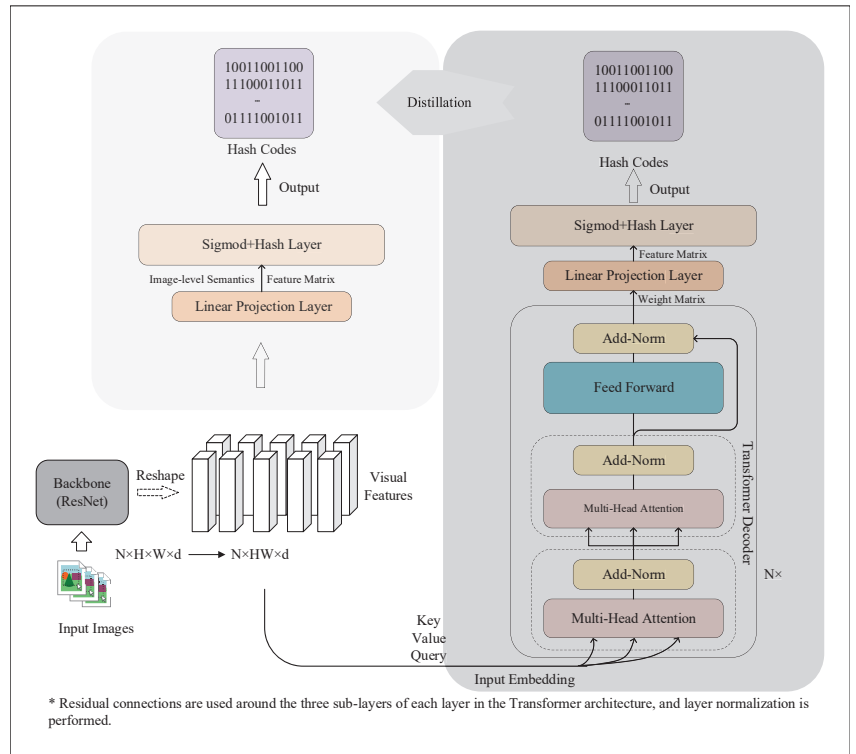 10011001100
11100011011
-
01111001011
Hash Codes
Output
Sigmod+Hash Layer
Image-level Semantics
Feature Matrix
Linear Projection Layer
Distillation
10011001100
11100011011
-
01111001011
Hash Codes
Output
Sigmod+Hash Layer
Feature Matrix
Linear Projection Layer
Weight Matrix
Add-Norm
Feed Forward
Add-Norm
Multi-Head Attention
Add-Norm
Multi-Head Attention
Transformer Decoder
N×
Backbone
(ResNet)
Reshape
Visual
Features
N×H×W×d
N×HW×d
Input Images
Key
Value
Query
Input Embedding
* Residual connections are used around the three sub-layers of each layer in the Transformer architecture, and layer normalization is
performed.